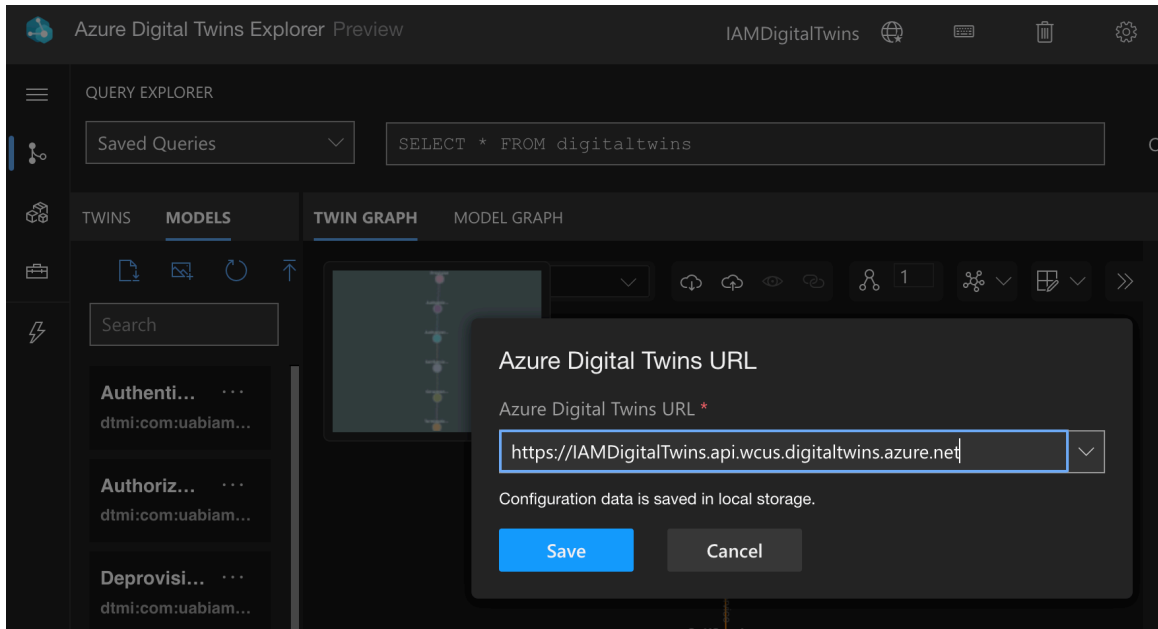 Azure Digital Twins Explorer Preview
IAMDigitalTwins
QUERY EXPLORER
Saved Queries
SELECT * FROM digitaltwins
TWINS
MODELS
TWIN GRAPH
MODEL GRAPH
1
Search
Authenti...
dtmi:com:uabiam...
Authoriz...
dtmi:com:uabiam...
Deprovisi...
dtmi:com:uabiam...
Azure Digital Twins URL
Azure Digital Twins URL *
https://IAMDigitalTwins.api.wcus.digitaltwins.azure.net
Configuration data is saved in local storage.
Save
Cancel